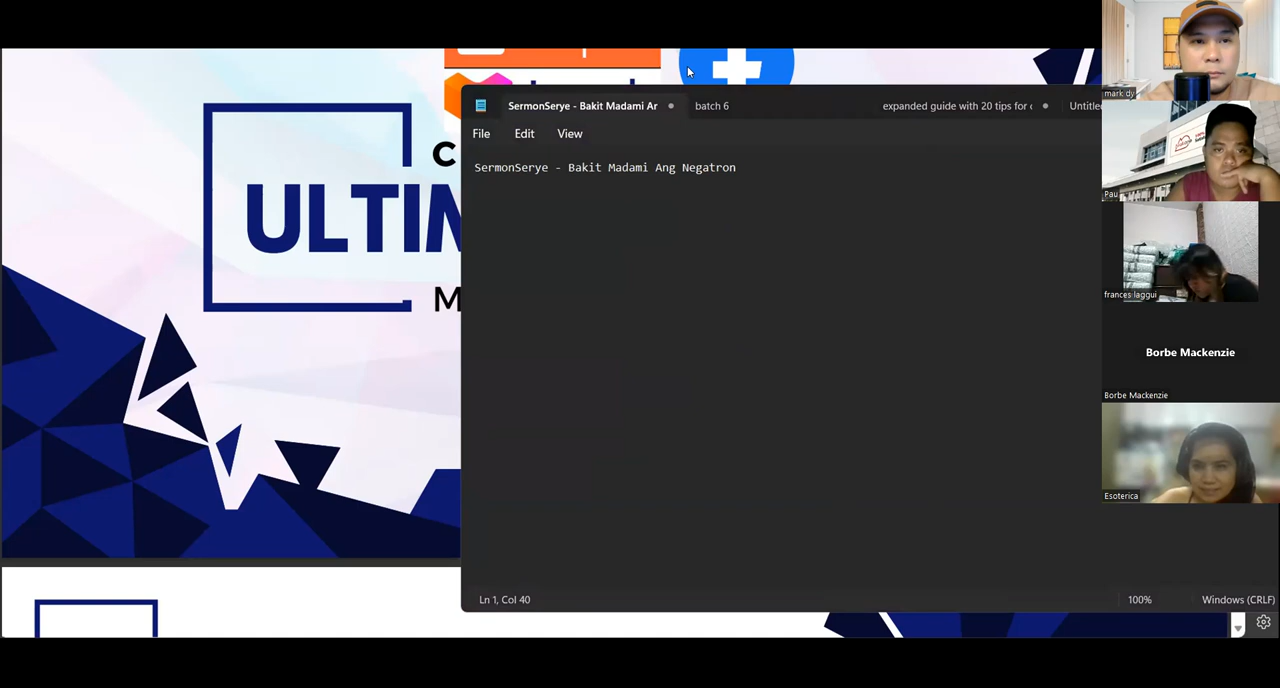 SermonSerye - Bakit Madami Ar
batch 6
expanded guide with 20 tips for
File
Edit
View
SermonSerye - Bakit Madami Ang Negatron
C
ULTIM
M
Ln 1, Col 40
100%
Windows (CRLF)
mark dy
Pau
frances laggui
Borbe Mackenzie
Borbe Mackenzie
Esoterica